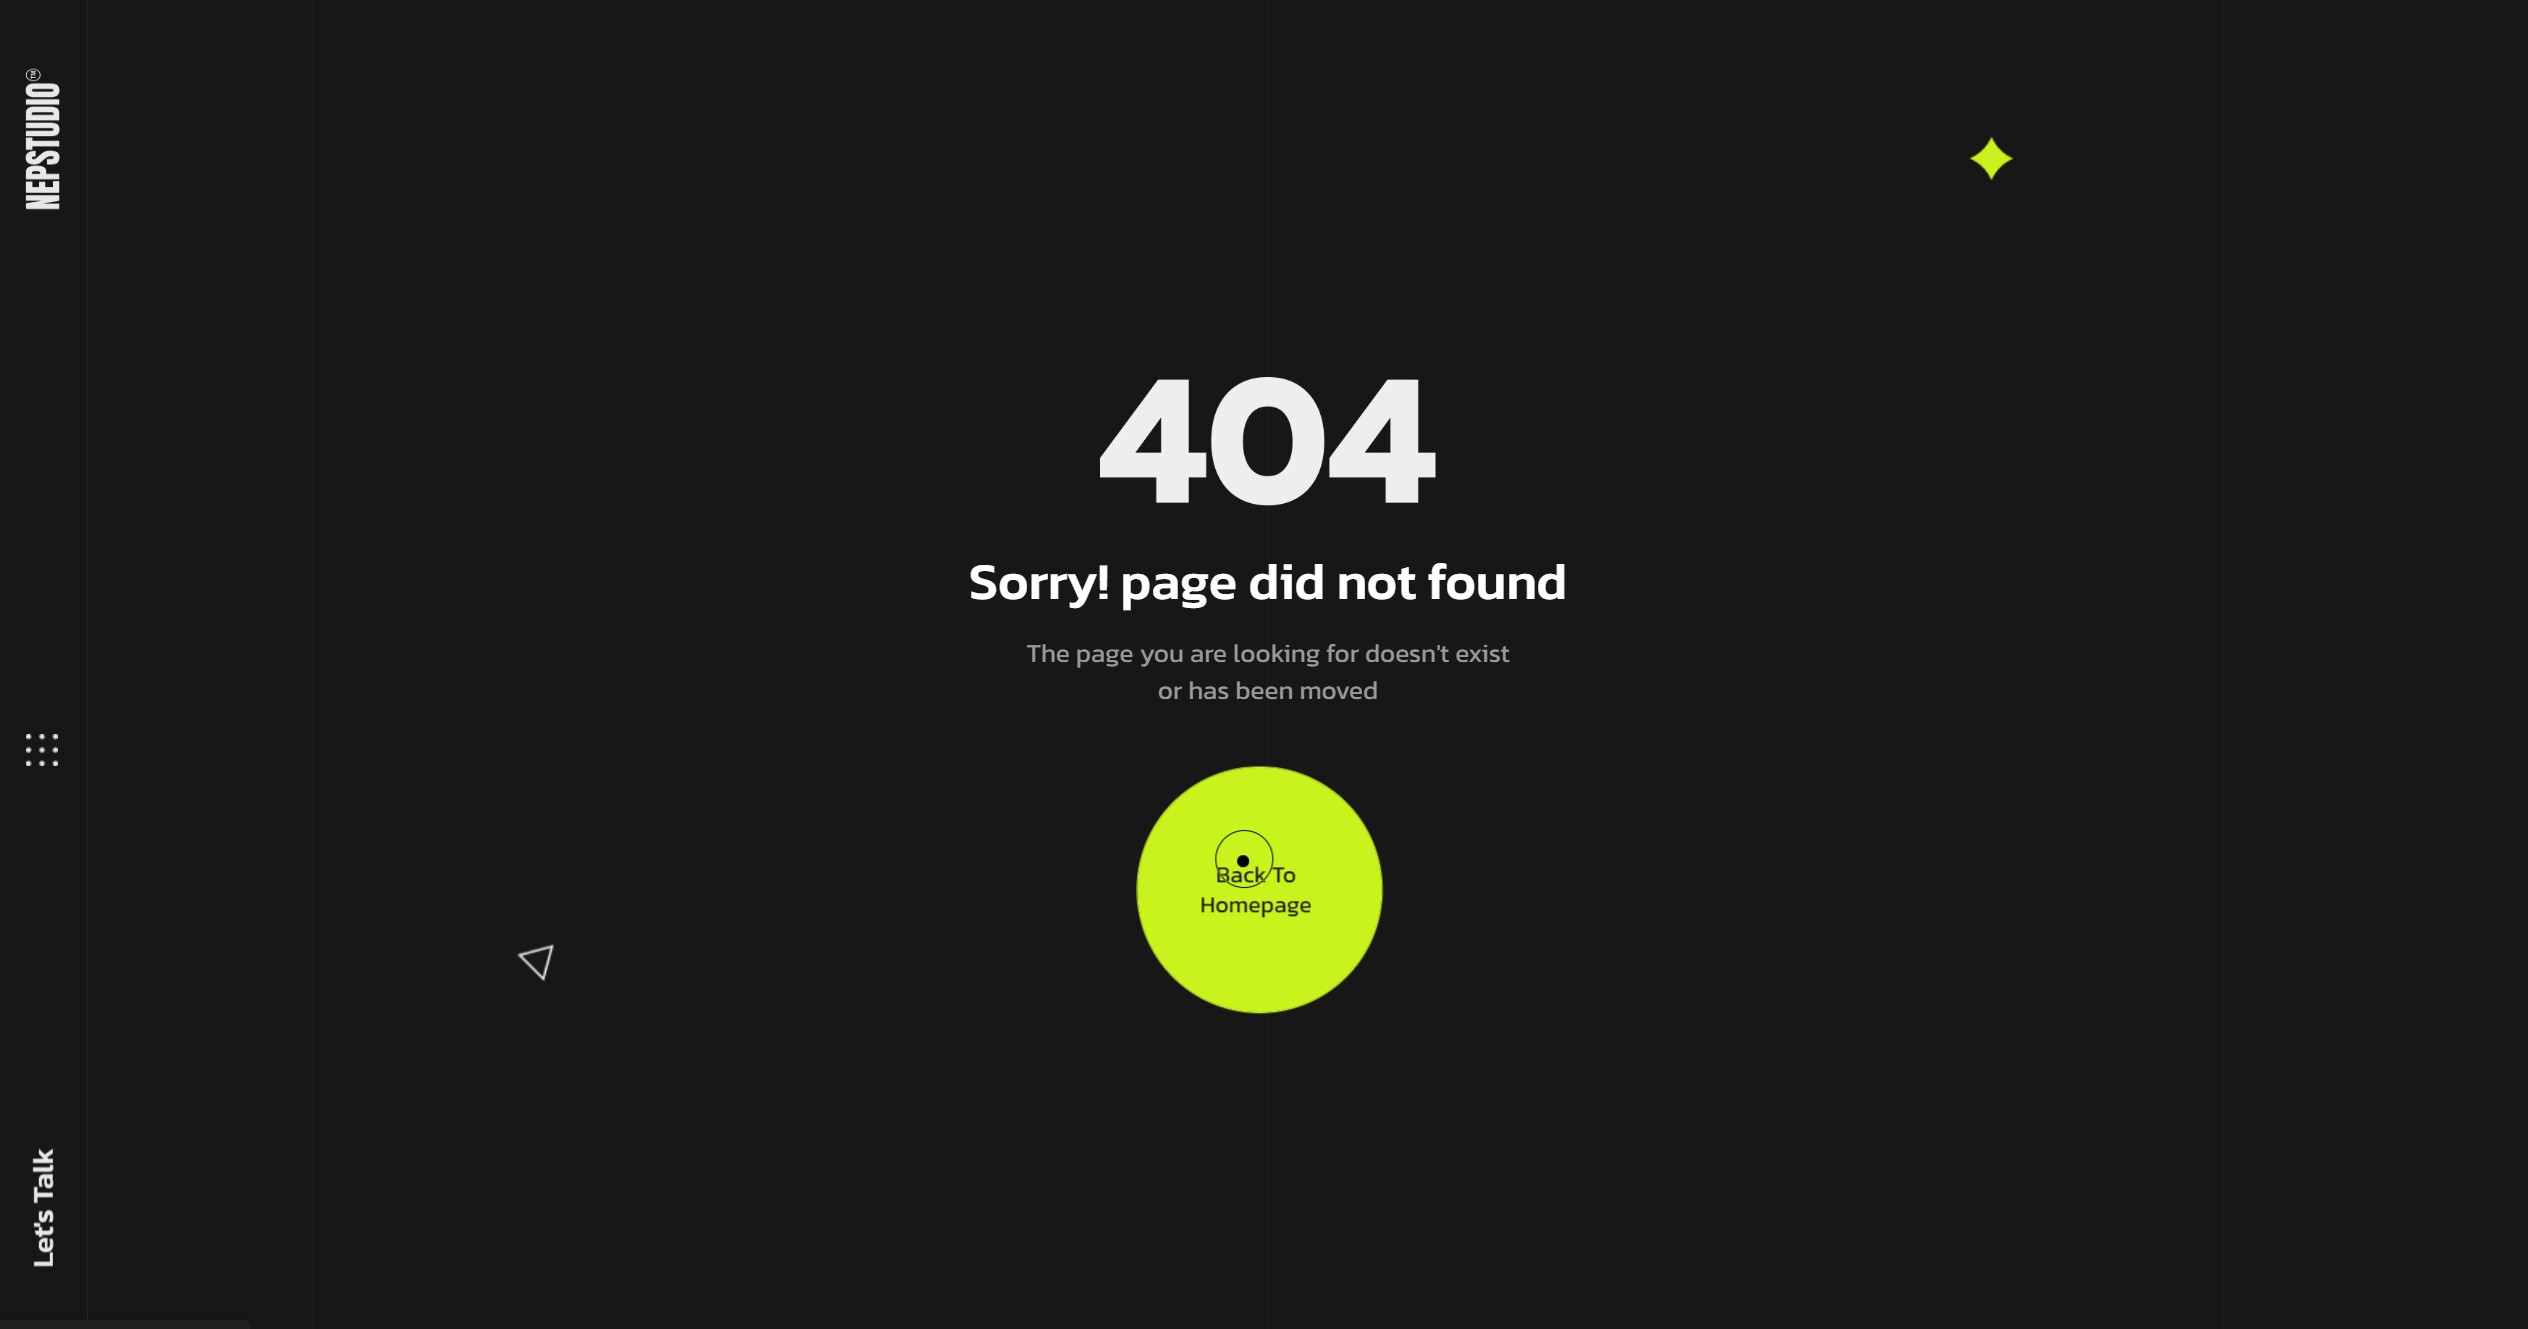 NEPSTUDIO™
404
Sorry! page did not found
The page you are looking for doesn't exist
or has been moved
Back To
Homepage
Let's Talk